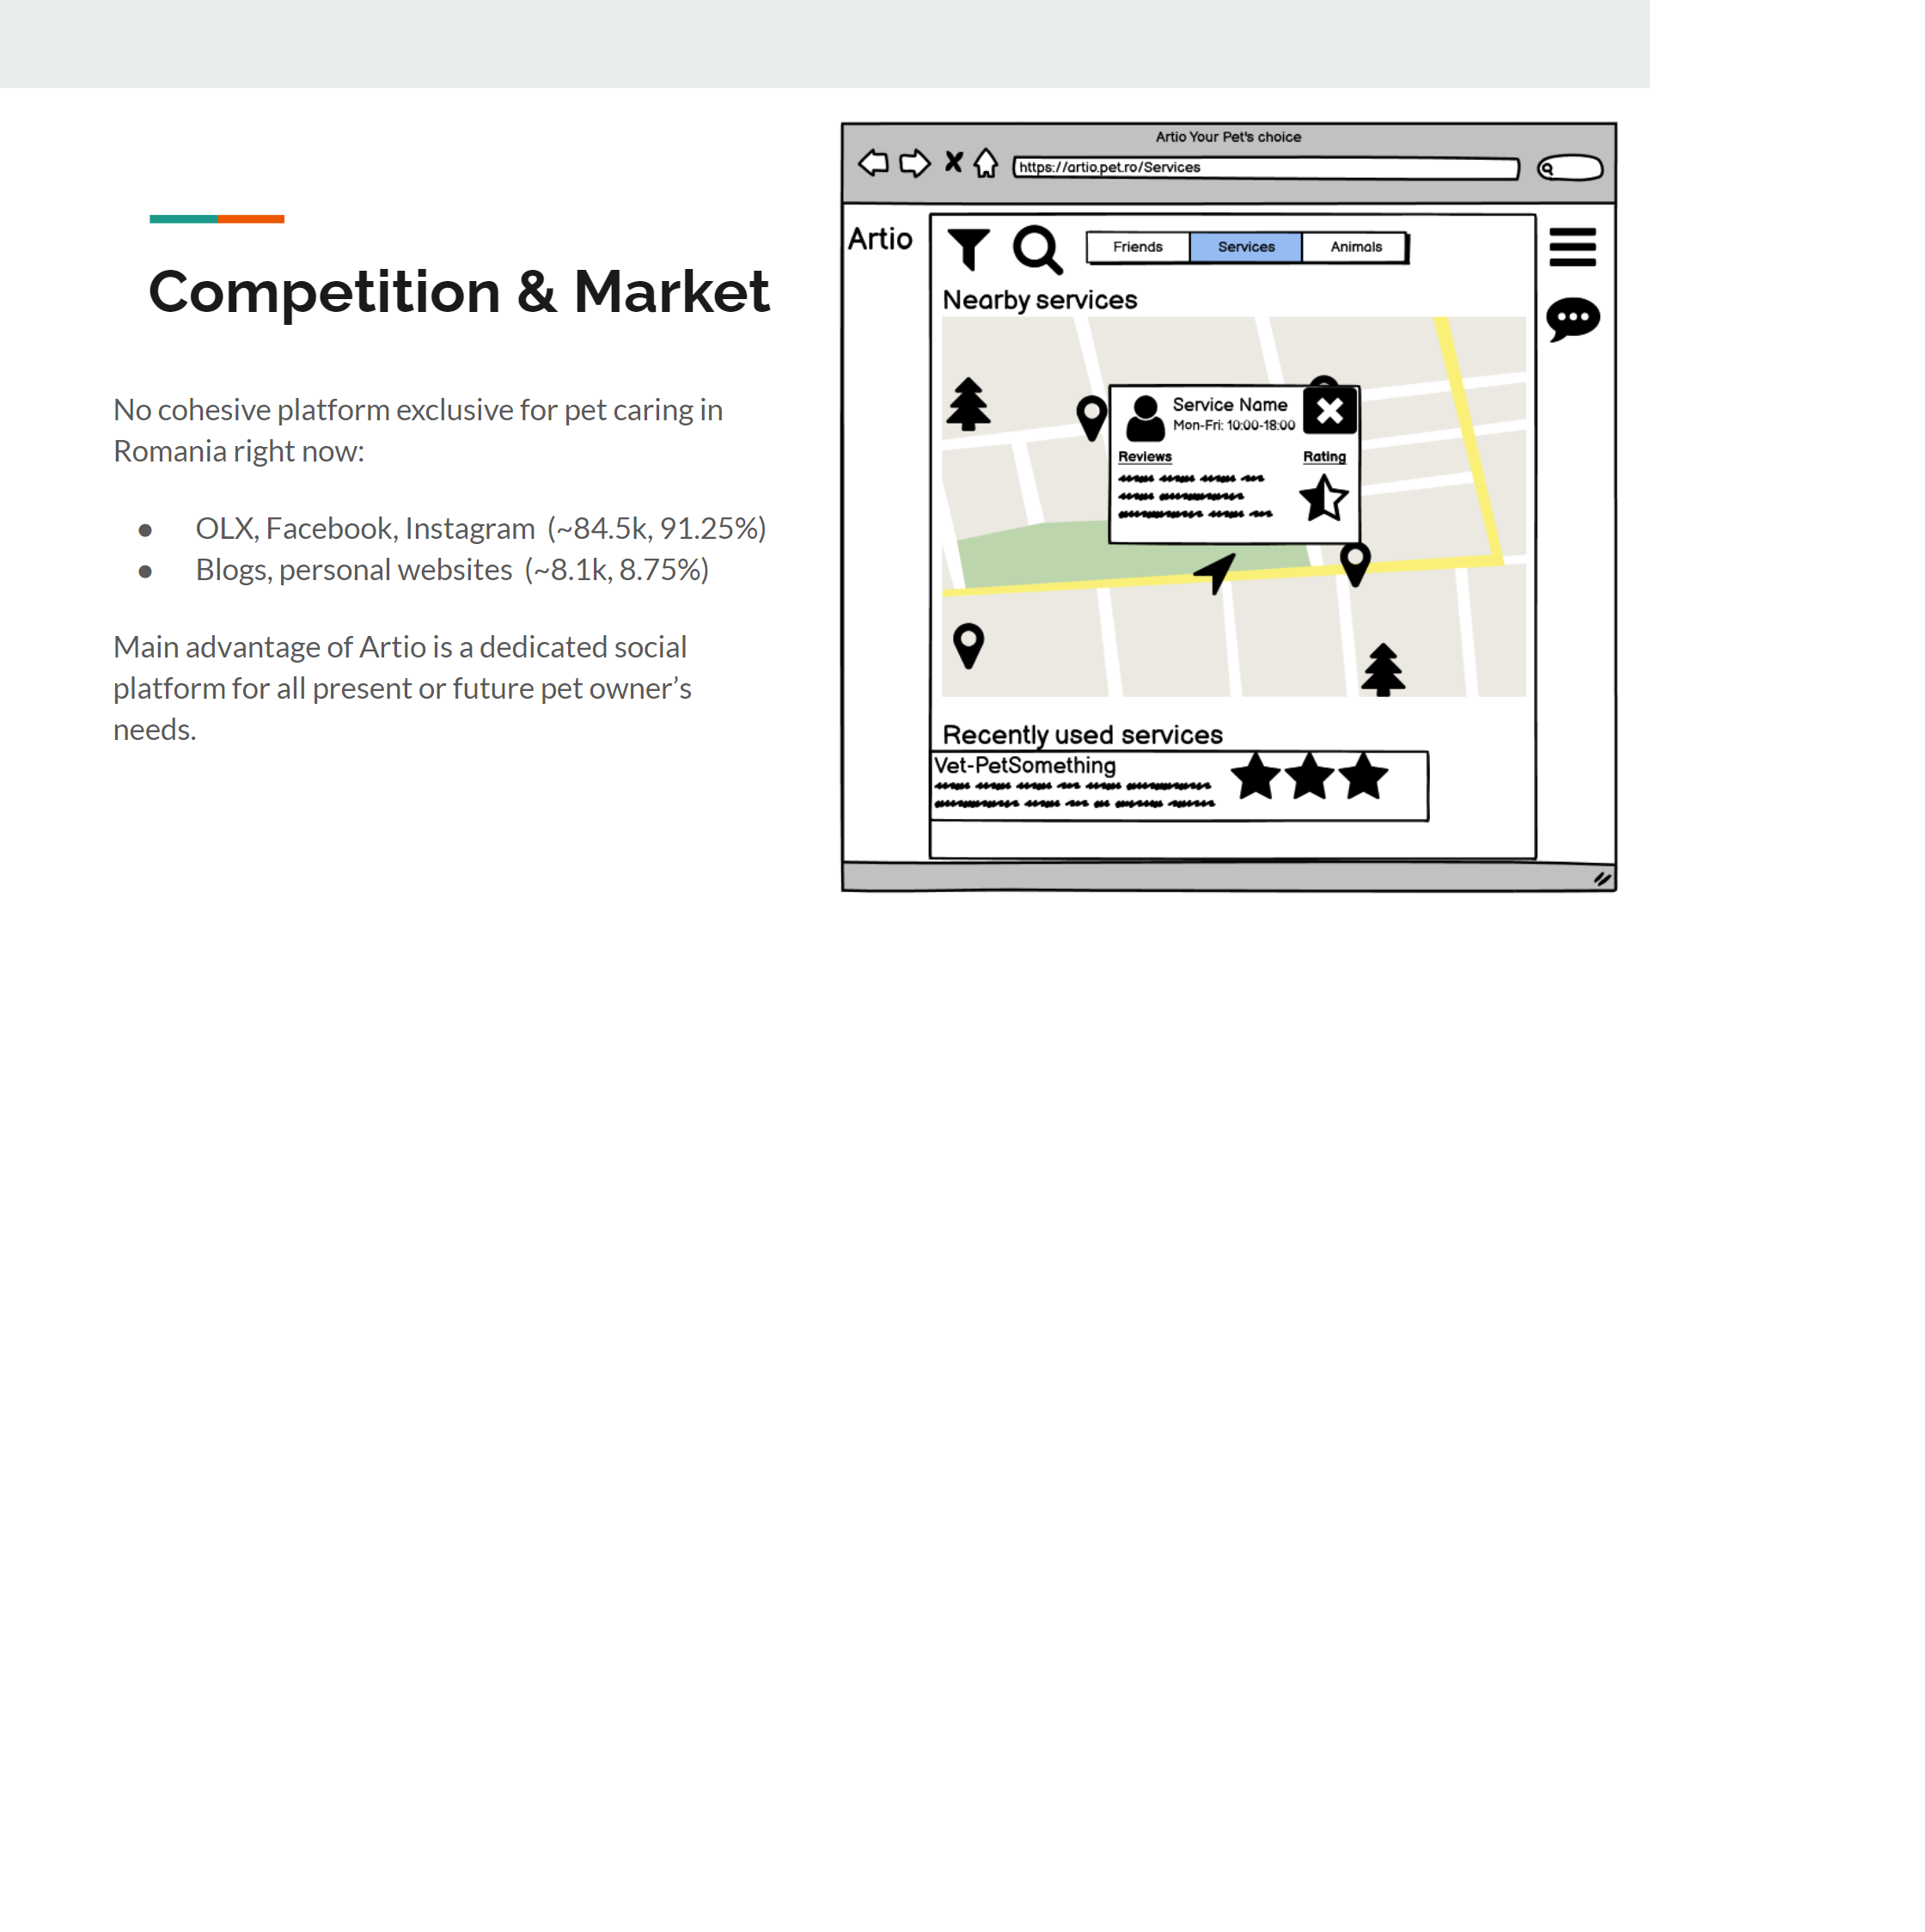 Competition & Market
No cohesive platform exclusive for pet caring in
Romania right now:
● OLX, Facebook, Instagram (~84.5k, 91.25%)
● Blogs, personal websites (~8.1k, 8.75%)
Main advantage of Artio is a dedicated social
platform for all present or future pet owner’s
needs.
Artio Your Pet's choice
https://artio.pet.ro/Services
Artio
Friends
Services
Animals
Nearby services
Service Name
Mon-Fri: 10:00-18:00
Reviews
Rating
Recently used services
Vet-PetSomething